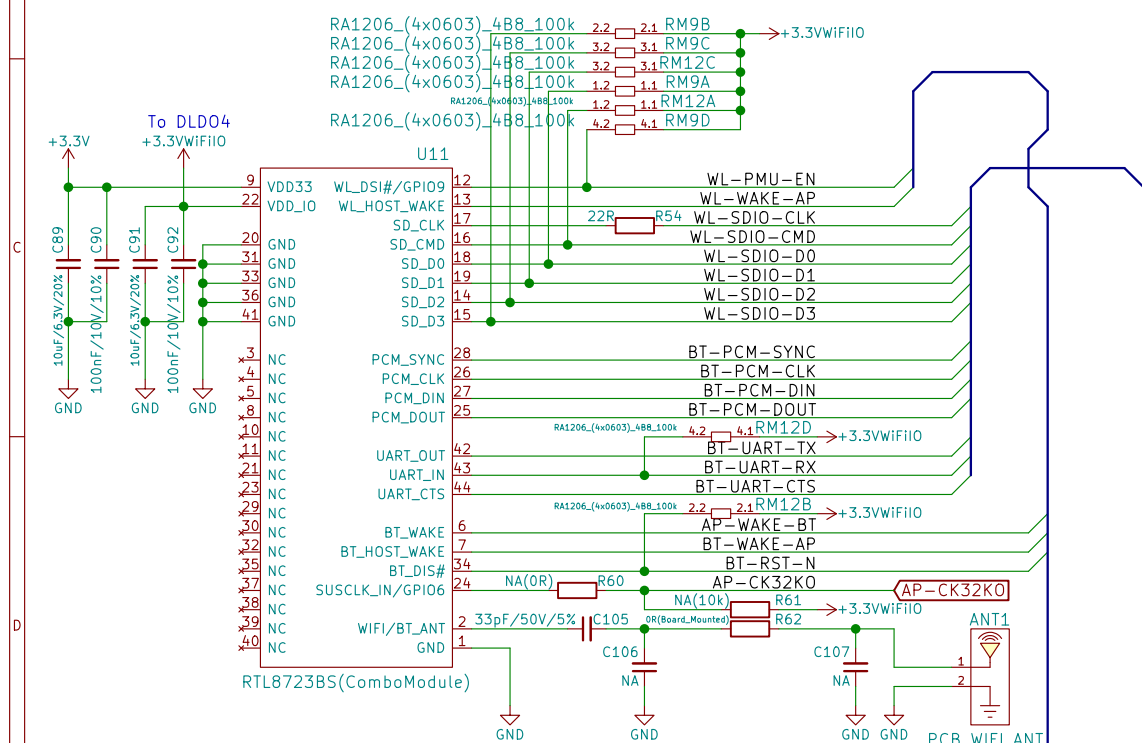 RA1206_(4x0603)_4B8_100k 2.2 2.1 RM9B
+3.3VWiFiIO
RA1206_(4x0603)_4B8_100k 3.2 3.1 RM9C
RA1206_(4x0603)_4B8_100k 3.2 3.1 RM12C
RA1206_(4x0603)_4B8_100k 1.2 1.1 RM9A
RA1206_(4x0603)_4B8_100k 1.2 1.1 RM12A
RA1206_(4x0603)_4B8_100k 4.2 4.1 RM9D
To DLDO4
+3.3V +3.3VWiFiIO
U11
9 VDD33 WL_DSI#/GPIO9 12 WL-PMU-EN
22 VDD_IO WL_HOST_WAKE 13 WL-WAKE-AP
SD_CLK 17 22R R54 WL-SDIO-CLK
C
C89 C90 C91 C92
20 GND SD_CMD 16 WL-SDIO-CMD
31 GND SD_D0 18 WL-SDIO-D0
33 GND SD_D1 19 WL-SDIO-D1
36 GND SD_D2 14 WL-SDIO-D2
41 GND SD_D3 15 WL-SDIO-D3
10uF/6.3V/20% 100nF/10V/10% 10uF/6.3V/20% 100nF/10V/10%
3 NC PCM_SYNC 28 BT-PCM-SYNC
4 NC PCM_CLK 26 BT-PCM-CLK
5 NC PCM_DIN 27 BT-PCM-DIN
GND GND GND
8 NC PCM_DOUT 25 BT-PCM-DOUT
RA1206_(4x0603)_4B8_100k 4.2 4.1 RM12D
10 NC +3.3VWiFiIO
11 NC UART_OUT 42 BT-UART-TX
21 NC UART_IN 43 BT-UART-RX
23 NC UART_CTS 44 BT-UART-CTS
RA1206_(4x0603)_4B8_100k 2.2 2.1 RM12B
29 NC +3.3VWiFiIO
30 NC BT_WAKE 6 AP-WAKE-BT
32 NC BT_HOST_WAKE 7 BT-WAKE-AP
35 NC BT_DIS# 34 BT-RST-N
37 NC SUSCLK_IN/GPIO6 24 NA(0R) R60 AP-CK32KO AP-CK32KO
38 NC NA(10k) R61 +3.3VWiFiIO
D
39 NC WIFI/BT_ANT 2 33pF/50V/5% C105 0R(Board_Mounted) R62 ANT1
40 NC GND 1
C106 NA C107 NA
1
2
RTL8723BS(ComboModule)
GND GND GND GND
PCB WIFI ANT